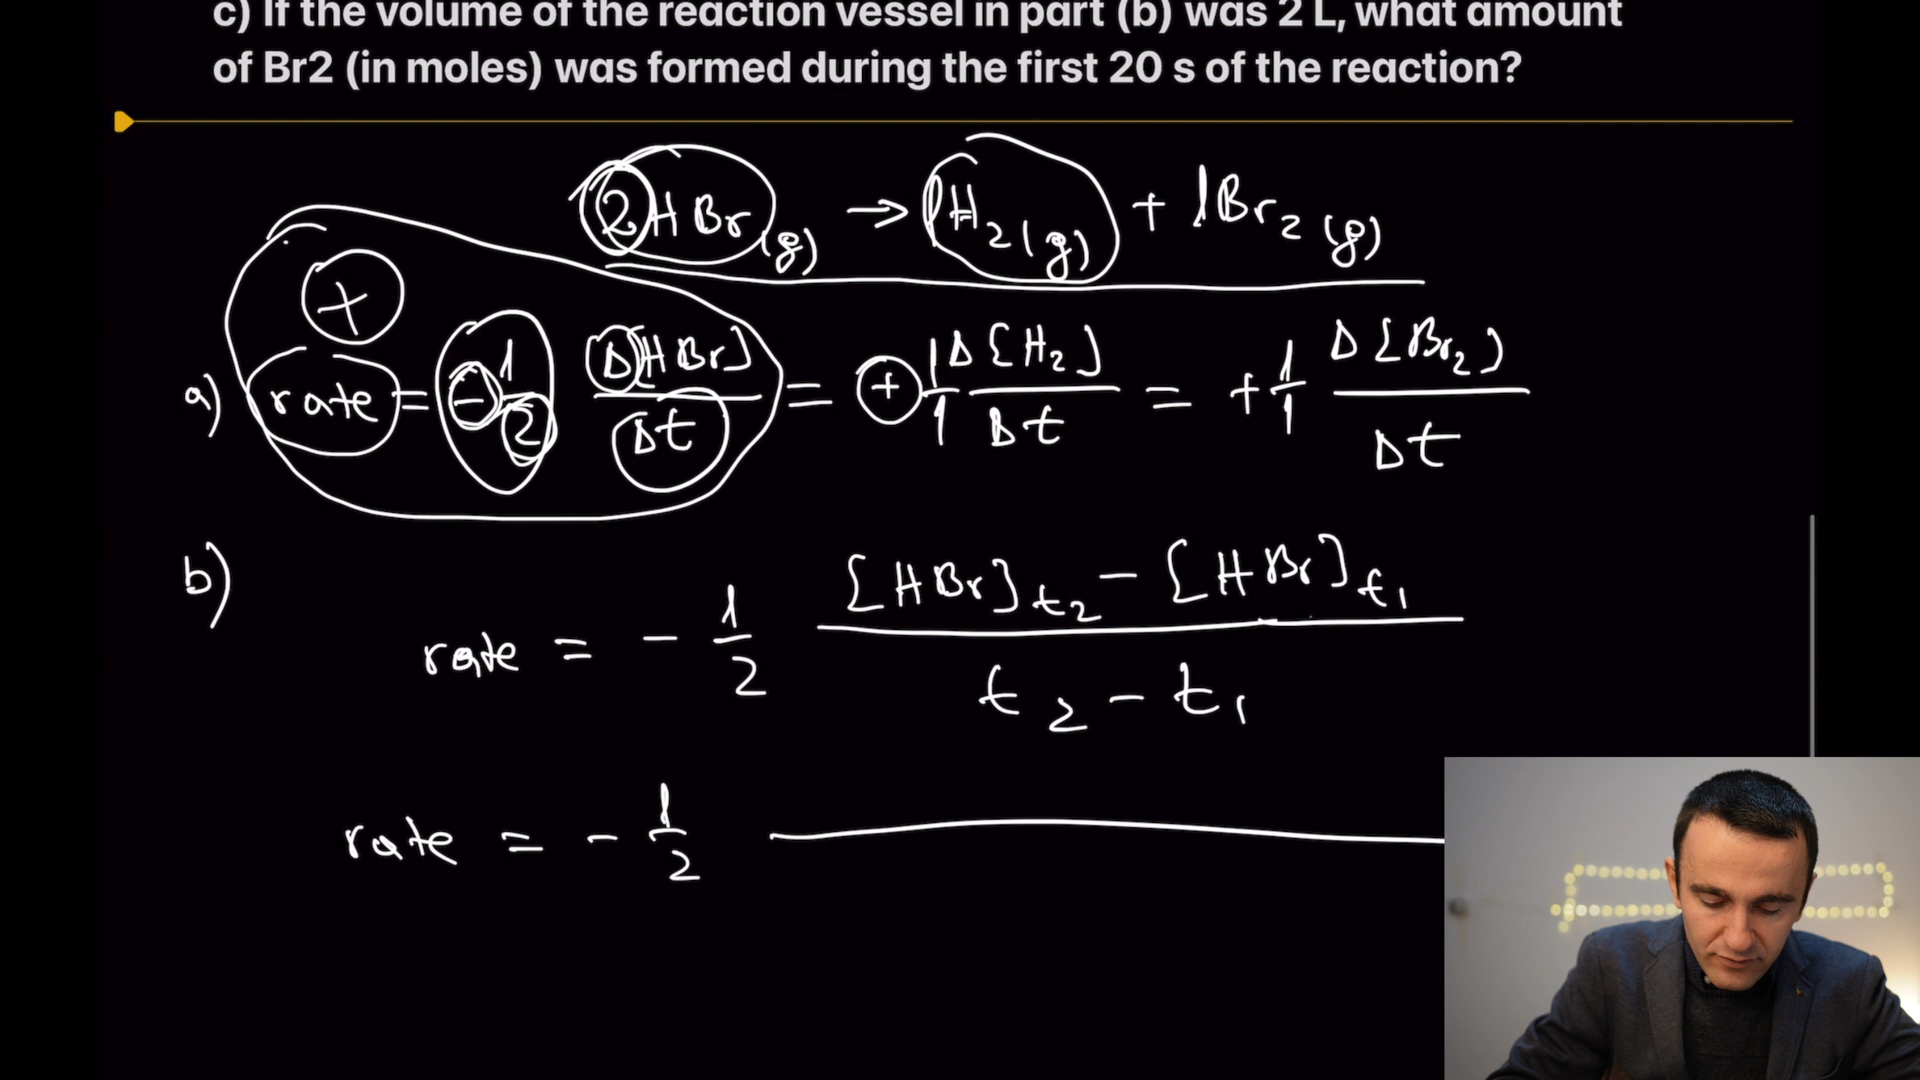 c) If the volume of the reaction vessel in part (b) was 2 L, what amount
of Br2 (in moles) was formed during the first 20 s of the reaction?
2HBr(g) → 1H2(g) + 1Br2(g)
+
a) rate = - 1/2 Δ[HBr]/Δt = + 1/1 Δ[H2]/Δt = + 1/1 Δ[Br2]/Δt
b)
rate = - 1/2 [HBr]t2 - [HBr]t1 / t2 - t1
rate = - 1/2